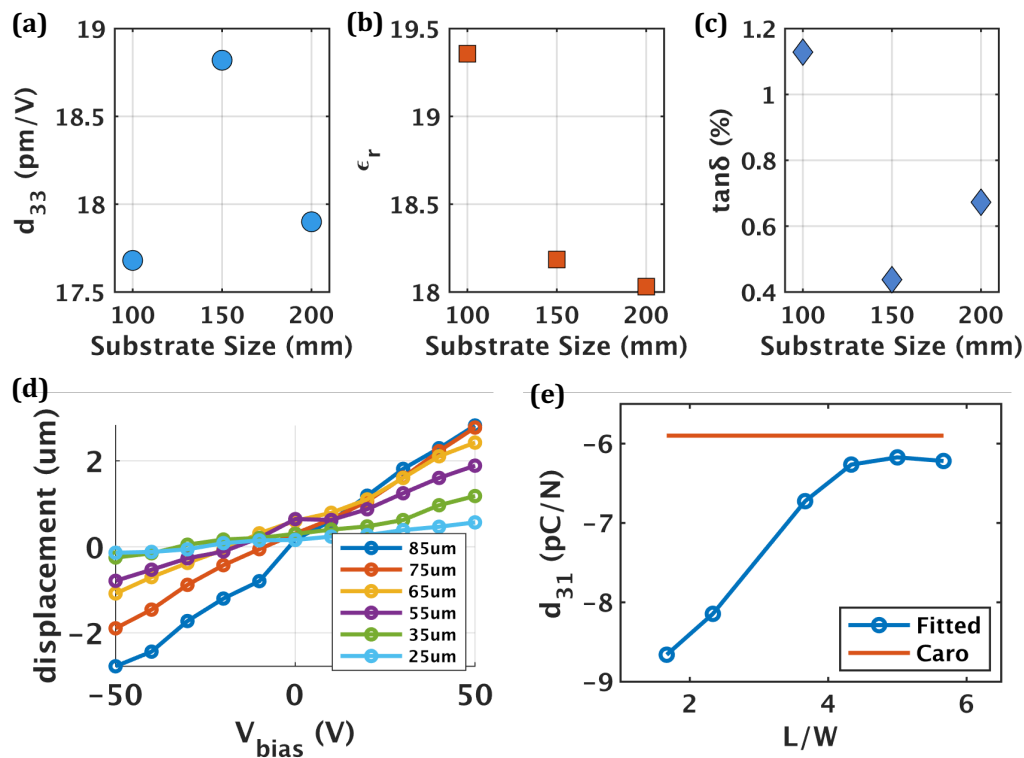 (a)
19
18.5
18
17.5
d33 (pm/V)
100 150 200
Substrate Size (mm)
(b)
19.5
19
18.5
18
ϵr
100 150 200
Substrate Size (mm)
(c)
1.2
1
0.8
0.6
0.4
tanδ (%)
100 150 200
Substrate Size (mm)
(d)
displacement (um)
2
0
−2
−50 0 50
Vbias (V)
85um
75um
65um
55um
35um
25um
(e)
d31 (pC/N)
−6
−7
−8
−9
2 4 6
L/W
Fitted
Caro